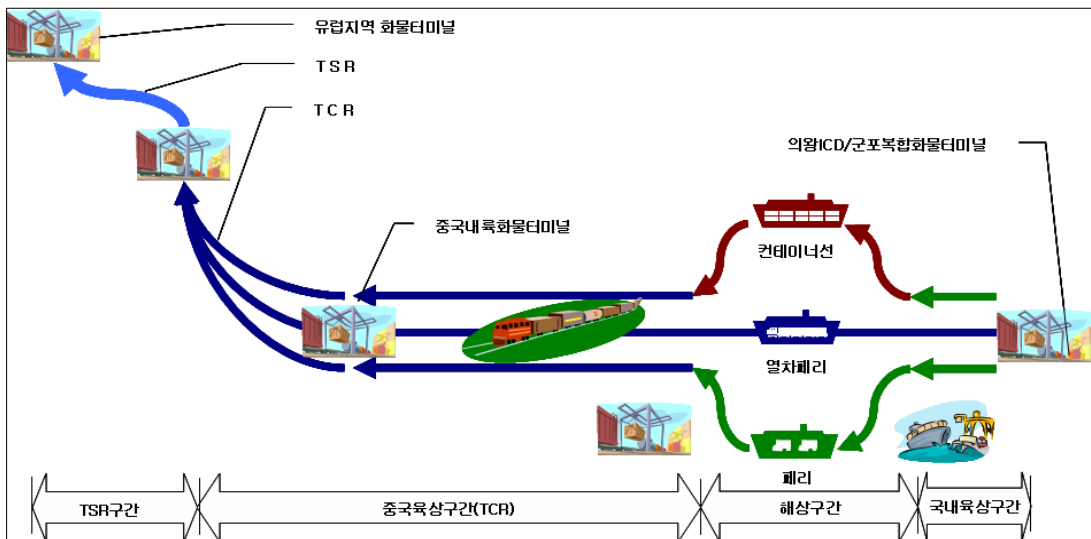 유럽지역 화물터미널
TSR
TCR
의왕ICD/군포복합화물터미널
중국내륙화물터미널
컨테이너선
열차페리
페리
TSR구간
중국육상구간(TCR)
해상구간
국내육상구간